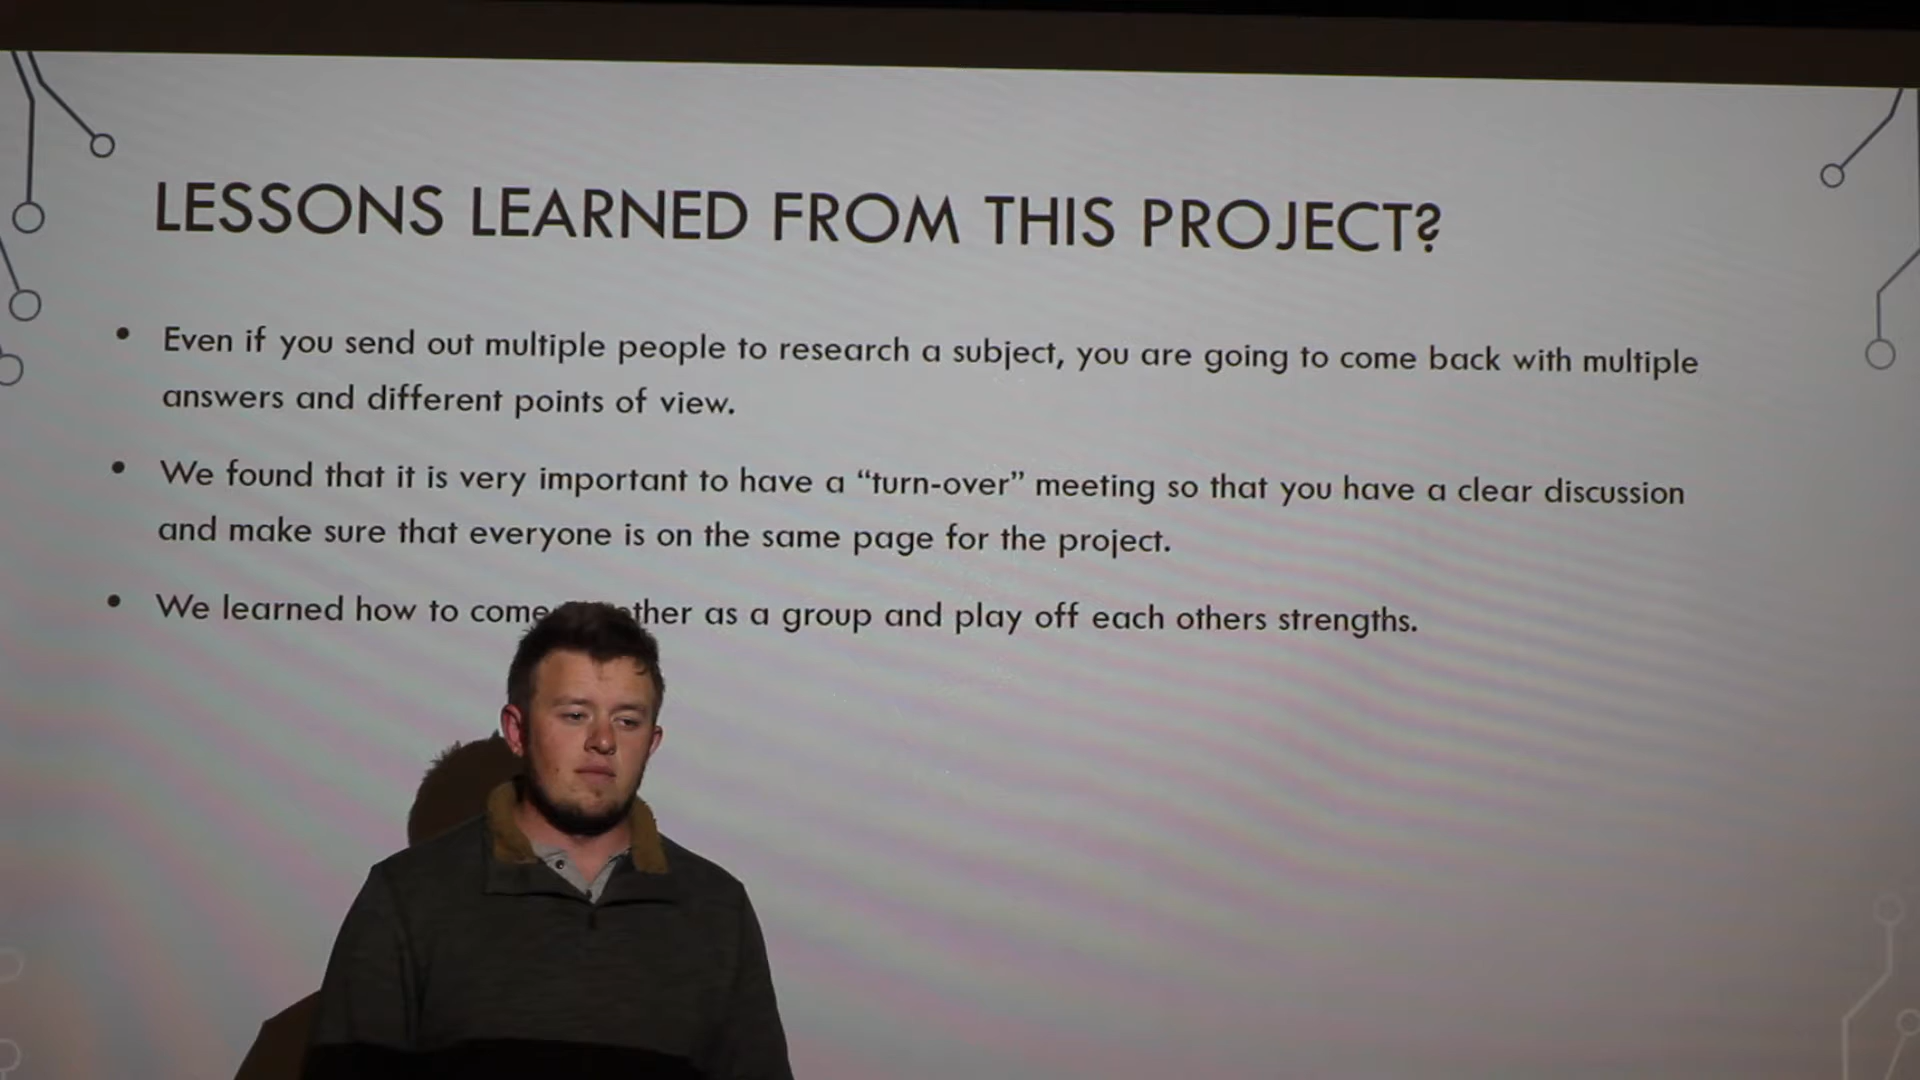 LESSONS LEARNED FROM THIS PROJECT?
• Even if you send out multiple people to research a subject, you are going to come back with multiple
answers and different points of view.
• We found that it is very important to have a “turn-over” meeting so that you have a clear discussion
and make sure that everyone is on the same page for the project.
• We learned how to come ther as a group and play off each others strengths.